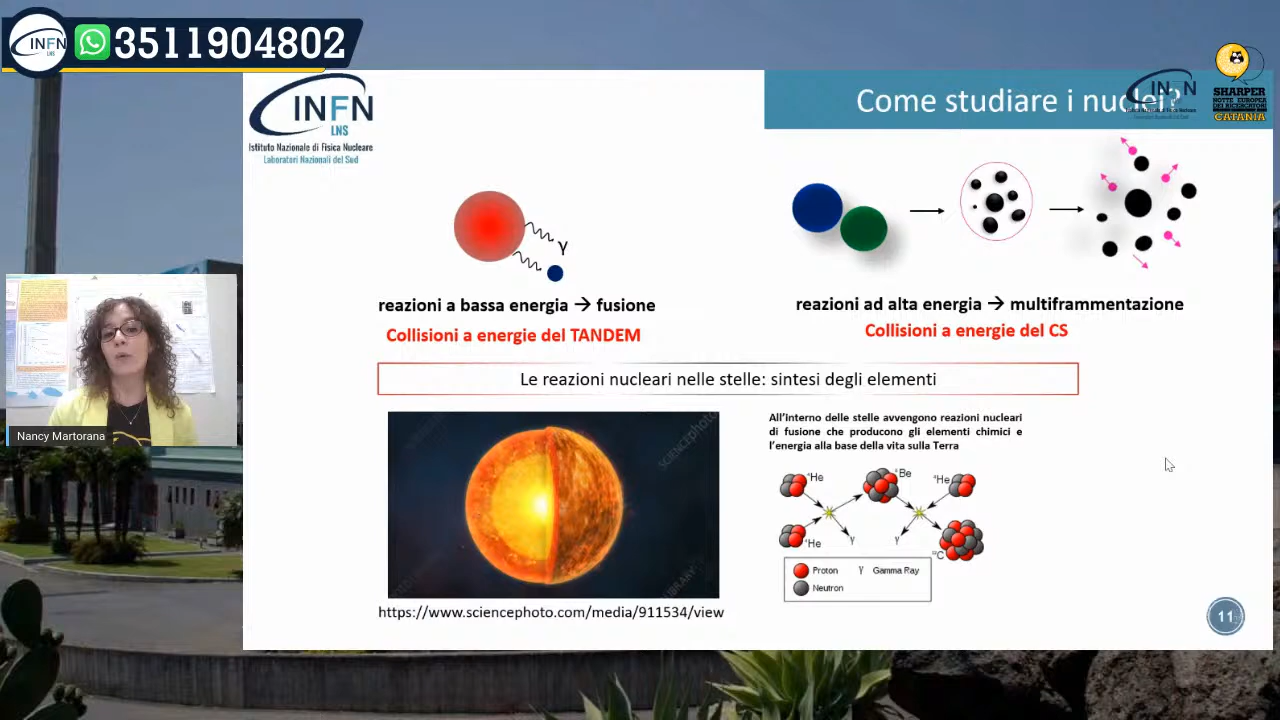 INFN
LNS
3511904802
INFN
LNS
Istituto Nazionale di Fisica Nucleare
Laboratori Nazionali del Sud
Come studiare i nuclei?
INFN
SHARPER
NOTTE EUROPEA
DEI RICERCATORI
CATANIA
γ
reazioni a bassa energia → fusione
Collisioni a energie del TANDEM
reazioni ad alta energia → multiframmentazione
Collisioni a energie del CS
Le reazioni nucleari nelle stelle: sintesi degli elementi
Nancy Martorana
All’interno delle stelle avvengono reazioni nucleari
di fusione che producono gli elementi chimici e
l’energia alla base della vita sulla Terra
⁴He
⁸Be
⁴He
⁴He
γ
γ
¹²C
Proton
γ Gamma Ray
Neutron
https://www.sciencephoto.com/media/911534/view
11